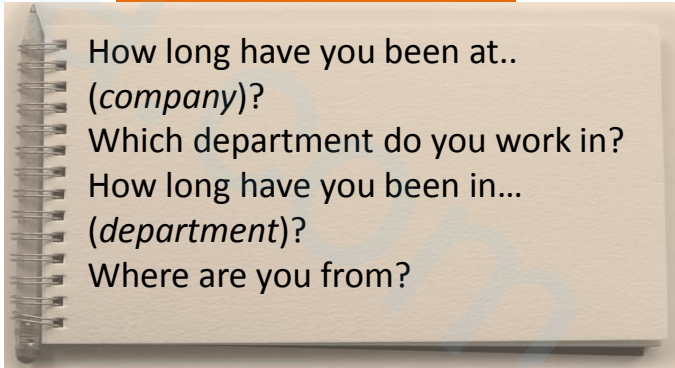 How long have you been at..
(company)?
Which department do you work in?
How long have you been in…
(department)?
Where are you from?